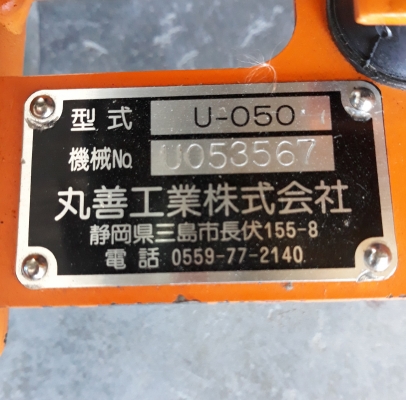 型式 U-050
機械No. U053567
丸善工業株式会社
静岡県三島市長伏155-8
電話 0559-77-2140